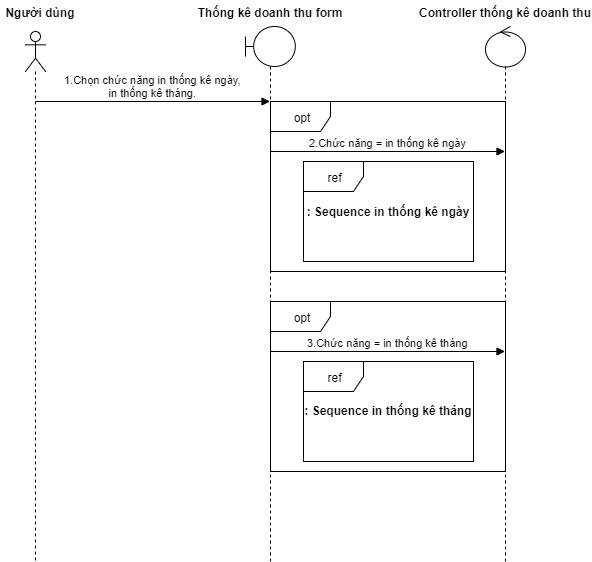 Người dùng
Thống kê doanh thu form
Controller thống kê doanh thu
1.Chọn chức năng in thống kê ngày,
in thống kê tháng.
opt
2.Chức năng = in thống kê ngày
ref
: Sequence in thống kê ngày
opt
3.Chức năng = in thống kê tháng
ref
: Sequence in thống kê tháng